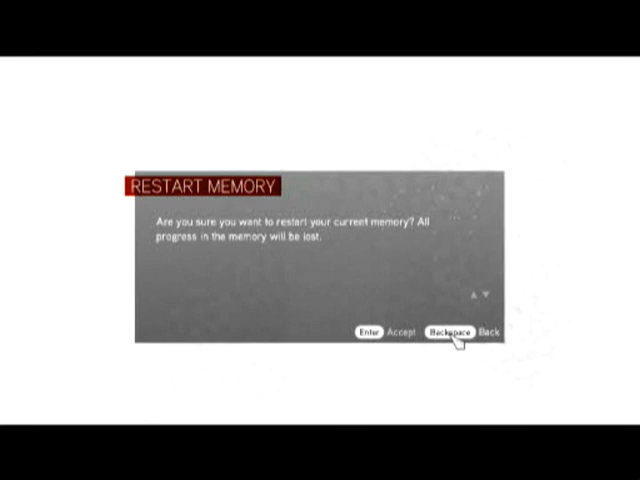 RESTART MEMORY
Are you sure you want to restart your current memory? All
progress in the memory will be lost.
Enter Accept Backspace Back